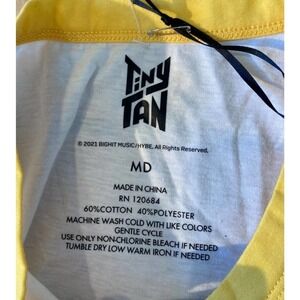 TinY
TAN
© 2021 BIGHIT MUSIC/HYBE. All Rights Reserved.
MD
MADE IN CHINA
RN 120684
60%COTTON 40%POLYESTER
MACHINE WASH COLD WITH LIKE COLORS
GENTLE CYCLE
USE ONLY NON-CHLORINE BLEACH IF NEEDED
TUMBLE DRY LOW WARM IRON IF NEEDED